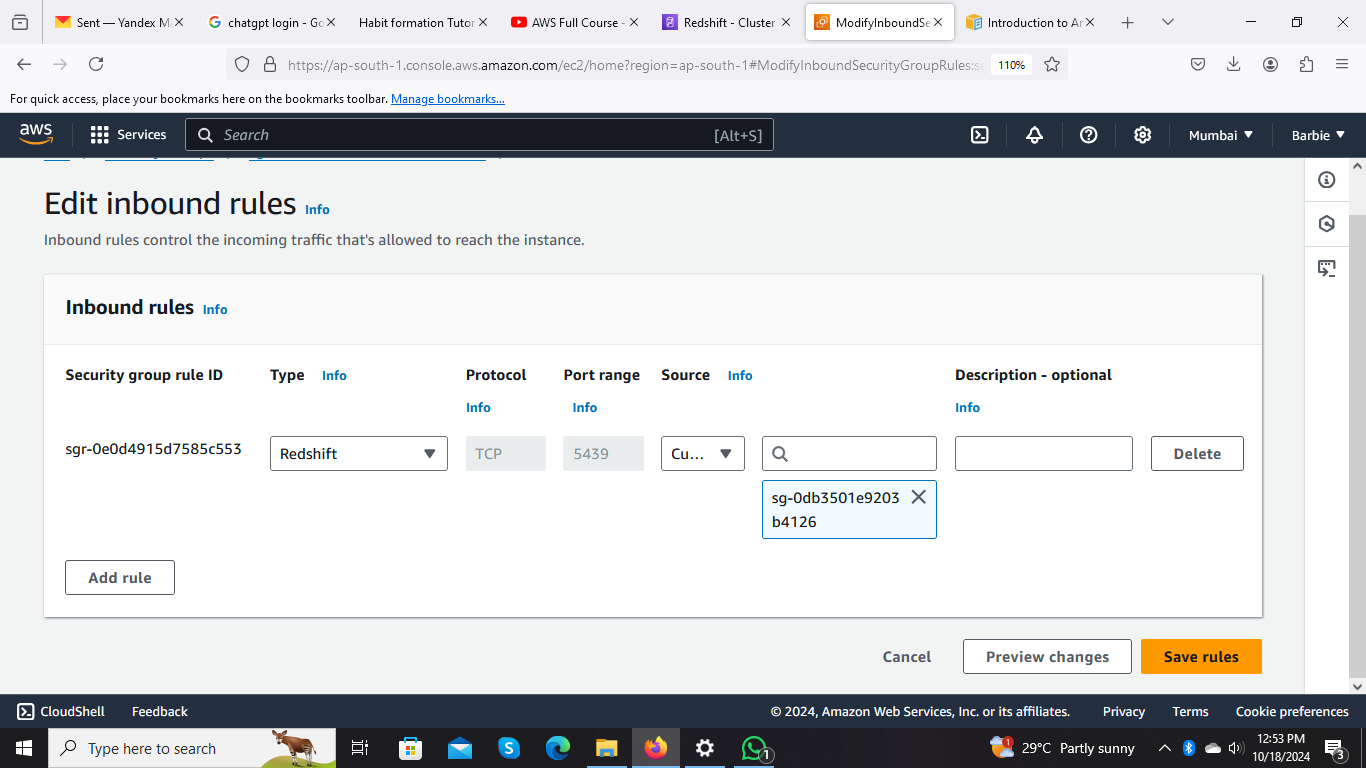 Sent — Yandex M
chatgpt login - Go
Habit formation Tutor
AWS Full Course -
Redshift - Cluster
ModifyInboundSe
Introduction to Am
https://ap-south-1.console.aws.amazon.com/ec2/home?region=ap-south-1#ModifyInboundSecurityGroupRules:se
110%
For quick access, place your bookmarks here on the bookmarks toolbar. Manage bookmarks...
aws
Services
Search
[Alt+S]
Mumbai
Barbie
Edit inbound rules Info
Inbound rules control the incoming traffic that's allowed to reach the instance.
Inbound rules Info
Security group rule ID
Type Info
Protocol
Port range
Source Info
Description - optional
Info
Info
Info
sgr-0e0d4915d7585c553
Redshift
TCP
5439
Cu...
Delete
sg-0db3501e9203
b4126
Add rule
Cancel
Preview changes
Save rules
CloudShell
Feedback
© 2024, Amazon Web Services, Inc. or its affiliates.
Privacy
Terms
Cookie preferences
Type here to search
1
1
29°C Partly sunny
12:53 PM
10/18/2024
3